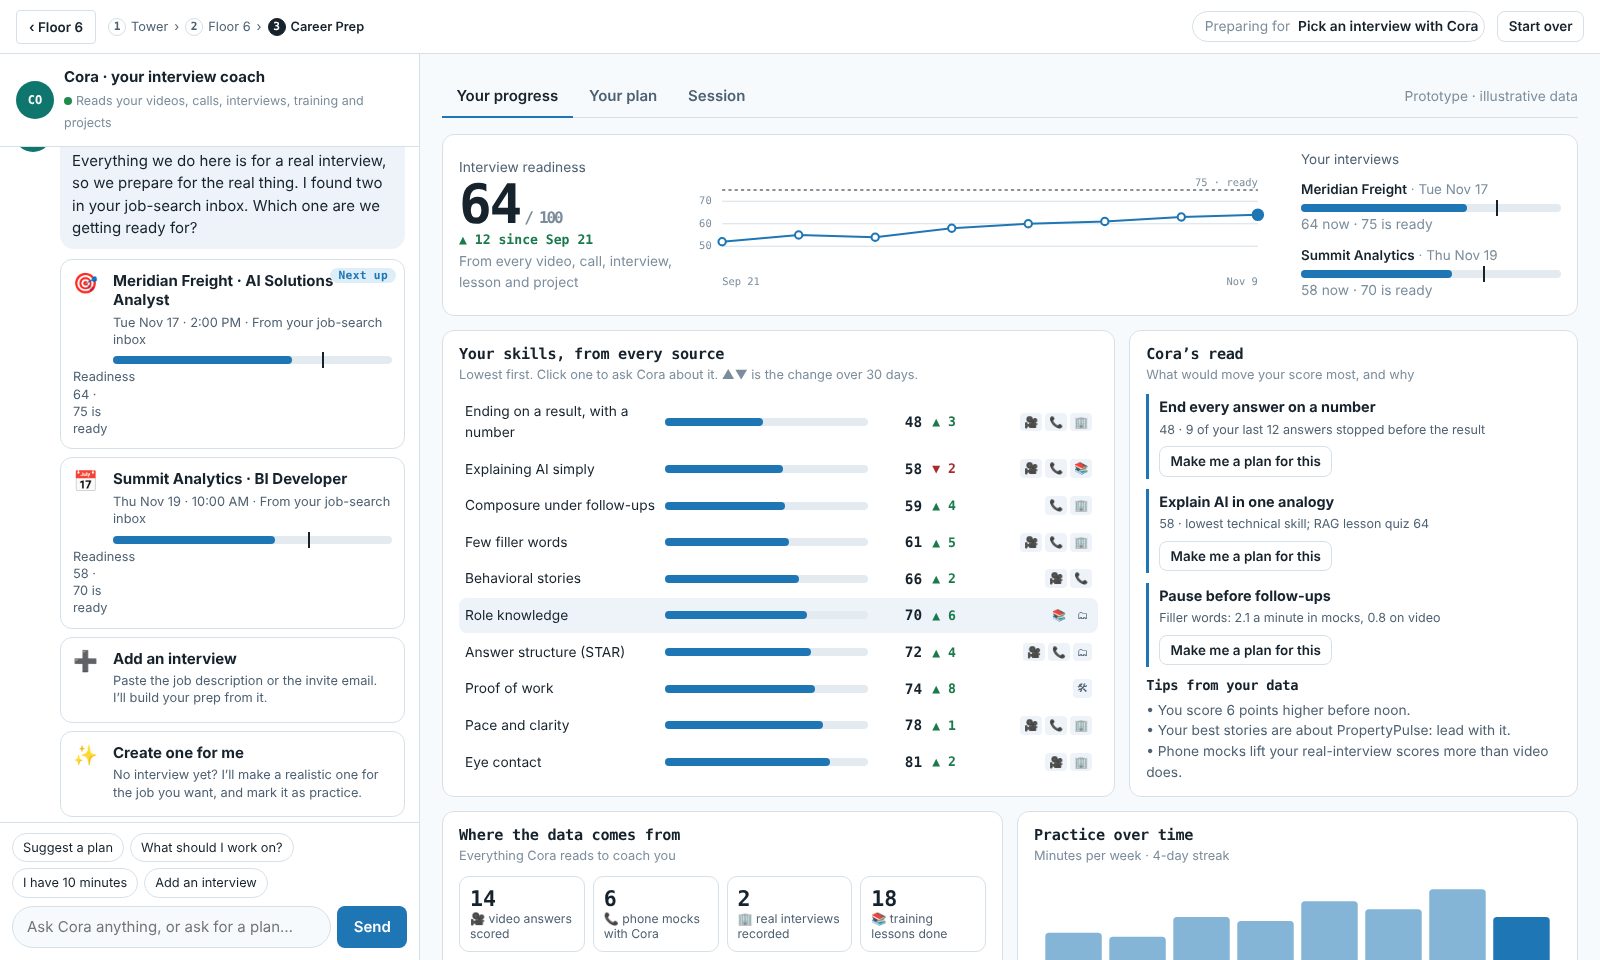 ‹ Floor 6
1 Tower › 2 Floor 6 › 3 Career Prep
Preparing for Pick an interview with Cora
Start over
CO
Cora · your interview coach
Reads your videos, calls, interviews, training and
projects
Everything we do here is for a real interview,
so we prepare for the real thing. I found two
in your job-search inbox. Which one are we
getting ready for?
Meridian Freight · AI Solutions
Analyst
Next up
Tue Nov 17 · 2:00 PM · From your job-search
inbox
Readiness
64 ·
75 is
ready
Summit Analytics · BI Developer
Thu Nov 19 · 10:00 AM · From your job-search
inbox
Readiness
58 ·
70 is
ready
Add an interview
Paste the job description or the invite email.
I’ll build your prep from it.
Create one for me
No interview yet? I’ll make a realistic one for
the job you want, and mark it as practice.
Suggest a plan
What should I work on?
I have 10 minutes
Add an interview
Ask Cora anything, or ask for a plan...
Send
Your progress
Your plan
Session
Prototype · illustrative data
Interview readiness
64 / 100
▲ 12 since Sep 21
From every video, call, interview,
lesson and project
75 · ready
70
60
50
Sep 21
Nov 9
Your interviews
Meridian Freight · Tue Nov 17
64 now · 75 is ready
Summit Analytics · Thu Nov 19
58 now · 70 is ready
Your skills, from every source
Lowest first. Click one to ask Cora about it. ▲▼ is the change over 30 days.
Ending on a result, with a
number
48 ▲ 3
Explaining AI simply 58 ▼ 2
Composure under follow-ups 59 ▲ 4
Few filler words 61 ▲ 5
Behavioral stories 66 ▲ 2
Role knowledge 70 ▲ 6
Answer structure (STAR) 72 ▲ 4
Proof of work 74 ▲ 8
Pace and clarity 78 ▲ 1
Eye contact 81 ▲ 2
Cora’s read
What would move your score most, and why
End every answer on a number
48 · 9 of your last 12 answers stopped before the result
Make me a plan for this
Explain AI in one analogy
58 · lowest technical skill; RAG lesson quiz 64
Make me a plan for this
Pause before follow-ups
Filler words: 2.1 a minute in mocks, 0.8 on video
Make me a plan for this
Tips from your data
• You score 6 points higher before noon.
• Your best stories are about PropertyPulse: lead with it.
• Phone mocks lift your real-interview scores more than video
does.
Where the data comes from
Everything Cora reads to coach you
14
video answers
scored
6
phone mocks
with Cora
2
real interviews
recorded
18
training
lessons done
Practice over time
Minutes per week · 4-day streak